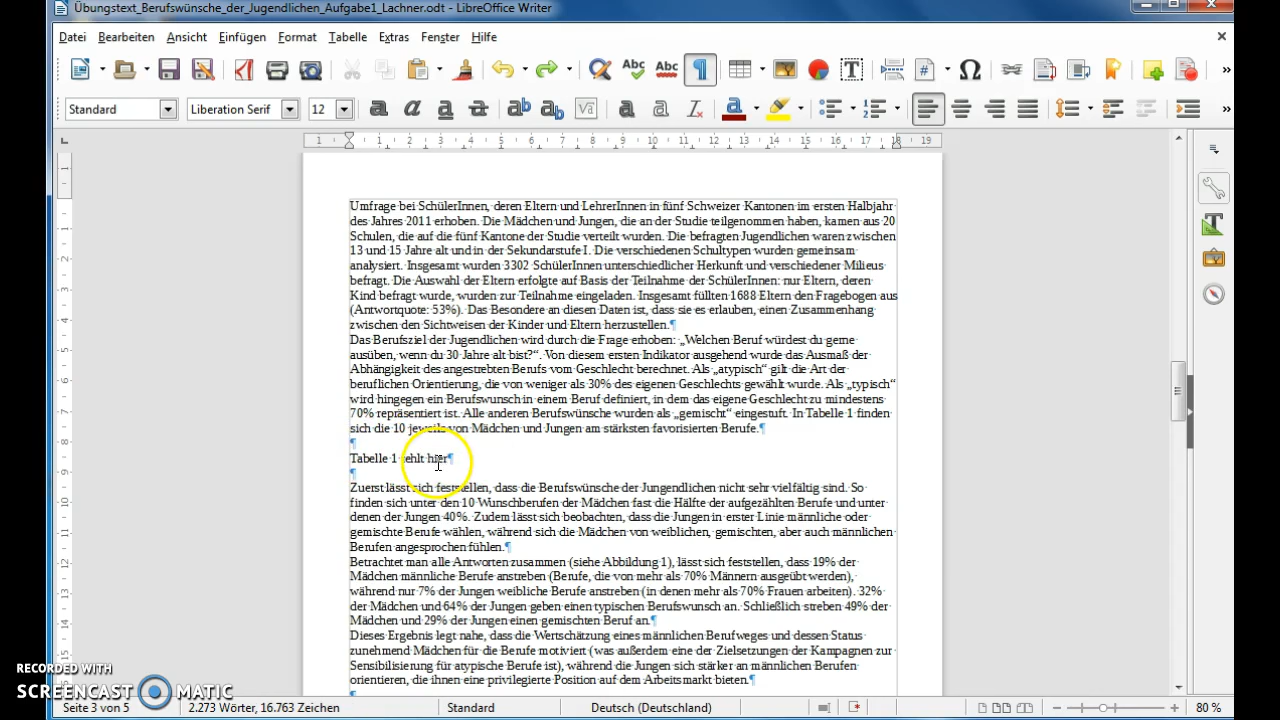 Übungstext_Berufswünsche_der_Jugendlichen_Aufgabe1_Lachner.odt - LibreOffice Writer
Datei Bearbeiten Ansicht Einfügen Format Tabelle Extras Fenster Hilfe
Standard Liberation Serif 12
1 1 2 3 4 5 6 7 8 9 10 11 12 13 14 15 16 17 18 19
Umfrage bei SchülerInnen, deren Eltern und LehrerInnen in fünf Schweizer Kantonen im ersten Halbjahr
des Jahres 2011 erhoben. Die Mädchen und Jungen, die an der Studie teilgenommen haben, kamen aus 20
Schulen, die auf die fünf Kantone der Studie verteilt wurden. Die befragten Jugendlichen waren zwischen
13 und 15 Jahre alt und in der Sekundarstufe I. Die verschiedenen Schultypen wurden gemeinsam
analysiert. Insgesamt wurden 3302 SchülerInnen unterschiedlicher Herkunft und verschiedener Milieus
befragt. Die Auswahl der Eltern erfolgte auf Basis der Teilnahme der SchülerInnen: nur Eltern, deren
Kind befragt wurde, wurden zur Teilnahme eingeladen. Insgesamt füllten 1688 Eltern den Fragebogen aus
(Antwortquote: 53%). Das Besondere an diesen Daten ist, dass sie es erlauben, einen Zusammenhang
zwischen den Sichtweisen der Kinder und Eltern herzustellen.¶
Das Berufsziel der Jugendlichen wird durch die Frage erhoben: „Welchen Beruf würdest du gerne
ausüben, wenn du 30 Jahre alt bist?“. Von diesem ersten Indikator ausgehend wurde das Ausmaß der
Abhängigkeit des angestrebten Berufs vom Geschlecht berechnet. Als „atypisch“ gilt die Art der
beruflichen Orientierung, die von weniger als 30% des eigenen Geschlechts gewählt wurde. Als „typisch“
wird hingegen ein Berufswunsch in einem Beruf definiert, in dem das eigene Geschlecht zu mindestens
70% repräsentiert ist. Alle anderen Berufswünsche wurden als „gemischt“ eingestuft. In Tabelle 1 finden
sich die 10 jeweils von Mädchen und Jungen am stärksten favorisierten Berufe.¶
¶
Tabelle 1 fehlt hier¶
¶
Zuerst lässt sich feststellen, dass die Berufswünsche der Jungendlichen nicht sehr vielfältig sind. So
finden sich unter den 10 Wunschberufen der Mädchen fast die Hälfte der aufgezählten Berufe und unter
denen der Jungen 40%. Zudem lässt sich beobachten, dass die Jungen in erster Linie männliche oder
gemischte Berufe wählen, während sich die Mädchen von weiblichen, gemischten, aber auch männlichen
Berufen angesprochen fühlen.¶
Betrachtet man alle Antworten zusammen (siehe Abbildung 1), lässt sich feststellen, dass 19% der
Mädchen männliche Berufe anstreben (Berufe, die von mehr als 70% Männern ausgeübt werden),
während nur 7% der Jungen weibliche Berufe anstreben (in denen mehr als 70% Frauen arbeiten). 32%
der Mädchen und 64% der Jungen geben einen typischen Berufswunsch an. Schließlich streben 49% der
Mädchen und 29% der Jungen einen gemischten Beruf an.¶
Dieses Ergebnis legt nahe, dass die Wertschätzung eines männlichen Berufweges und dessen Status
zunehmend Mädchen für die Berufe motiviert (was außerdem eine der Zielsetzungen der Kampagnen zur
Sensibilisierung für atypische Berufe ist), während die Jungen sich stärker an männlichen Berufen
orientieren, die ihnen eine privilegierte Position auf dem Arbeitsmarkt bieten.¶
¶
RECORDED WITH
SCREENCAST MATIC
Seite 3 von 5 2.273 Wörter, 16.763 Zeichen Standard Deutsch (Deutschland) 80 %